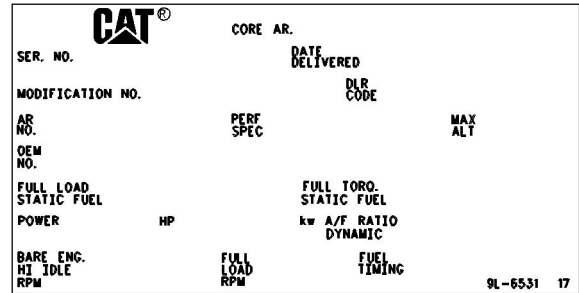 CAT® CORE AR.
SER. NO. DATE DELIVERED
MODIFICATION NO. DLR CODE
AR NO. PERF SPEC MAX ALT
OEM NO.
FULL LOAD STATIC FUEL FULL TORQ. STATIC FUEL
POWER HP kw A/F RATIO DYNAMIC
BARE ENG. HI IDLE RPM FULL LOAD RPM FUEL TIMING
9L-6531 17